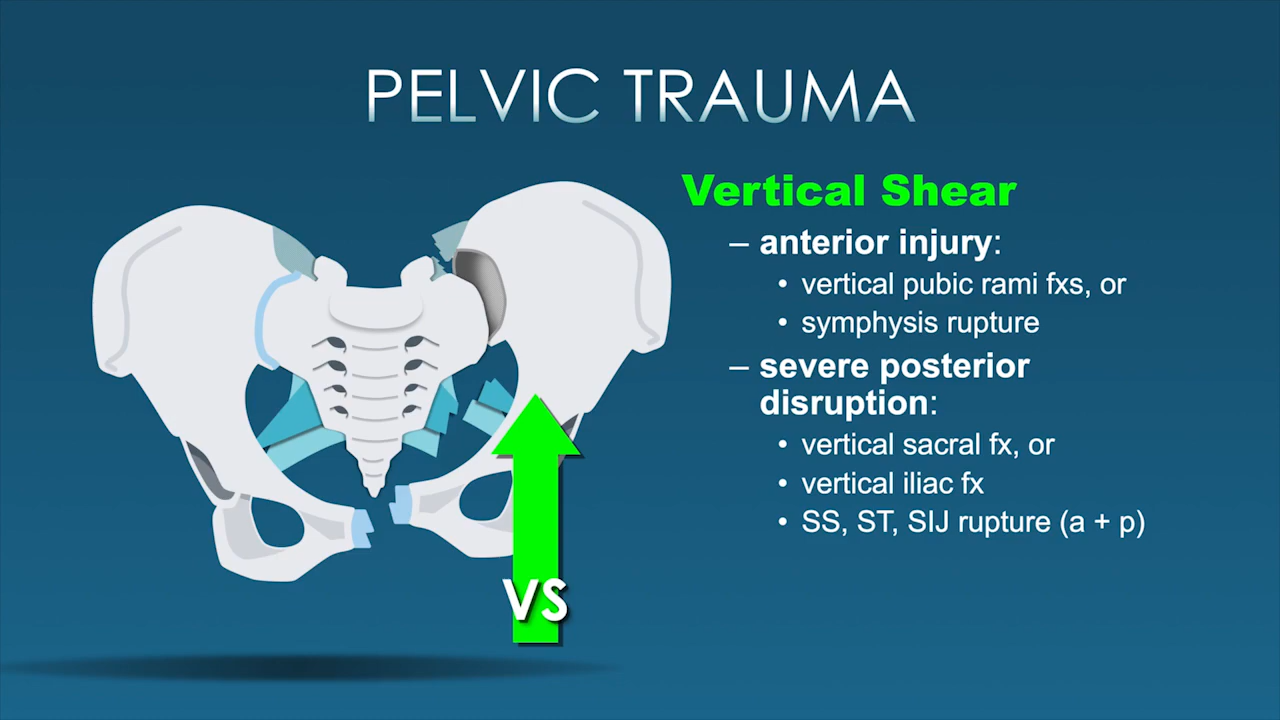 PELVIC TRAUMA
Vertical Shear
– anterior injury:
• vertical pubic rami fxs, or
• symphysis rupture
– severe posterior
disruption:
• vertical sacral fx, or
• vertical iliac fx
• SS, ST, SIJ rupture (a + p)
VS